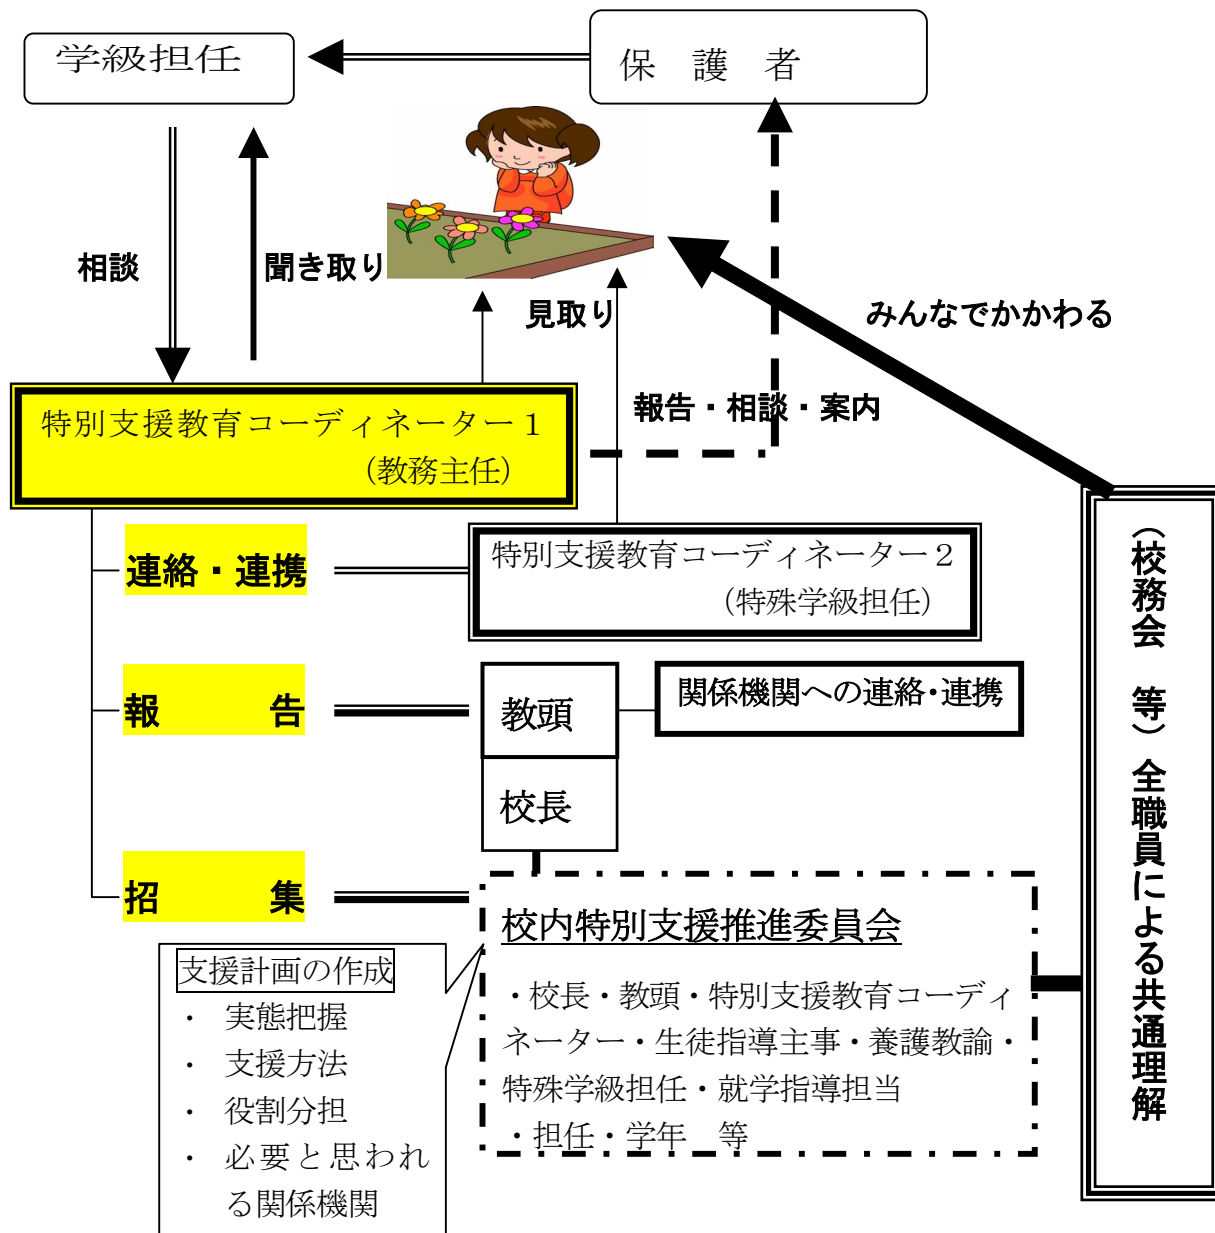 学級担任
保　護　者
相談
聞き取り
見取り
みんなでかかわる
報告・相談・案内
特別支援教育コーディネーター１
（教務主任）
連絡・連携
特別支援教育コーディネーター２
（特殊学級担任）
報　　　告
教頭
関係機関への連絡・連携
校長
招　　　集
校内特別支援推進委員会
・校長・教頭・特別支援教育コーディ
ネーター・生徒指導主事・養護教諭・
特殊学級担任・就学指導担当
・担任・学年　等
支援計画の作成
・　実態把握
・　支援方法
・　役割分担
・　必要と思われ
る関係機関
（校務会　等）全職員による共通理解